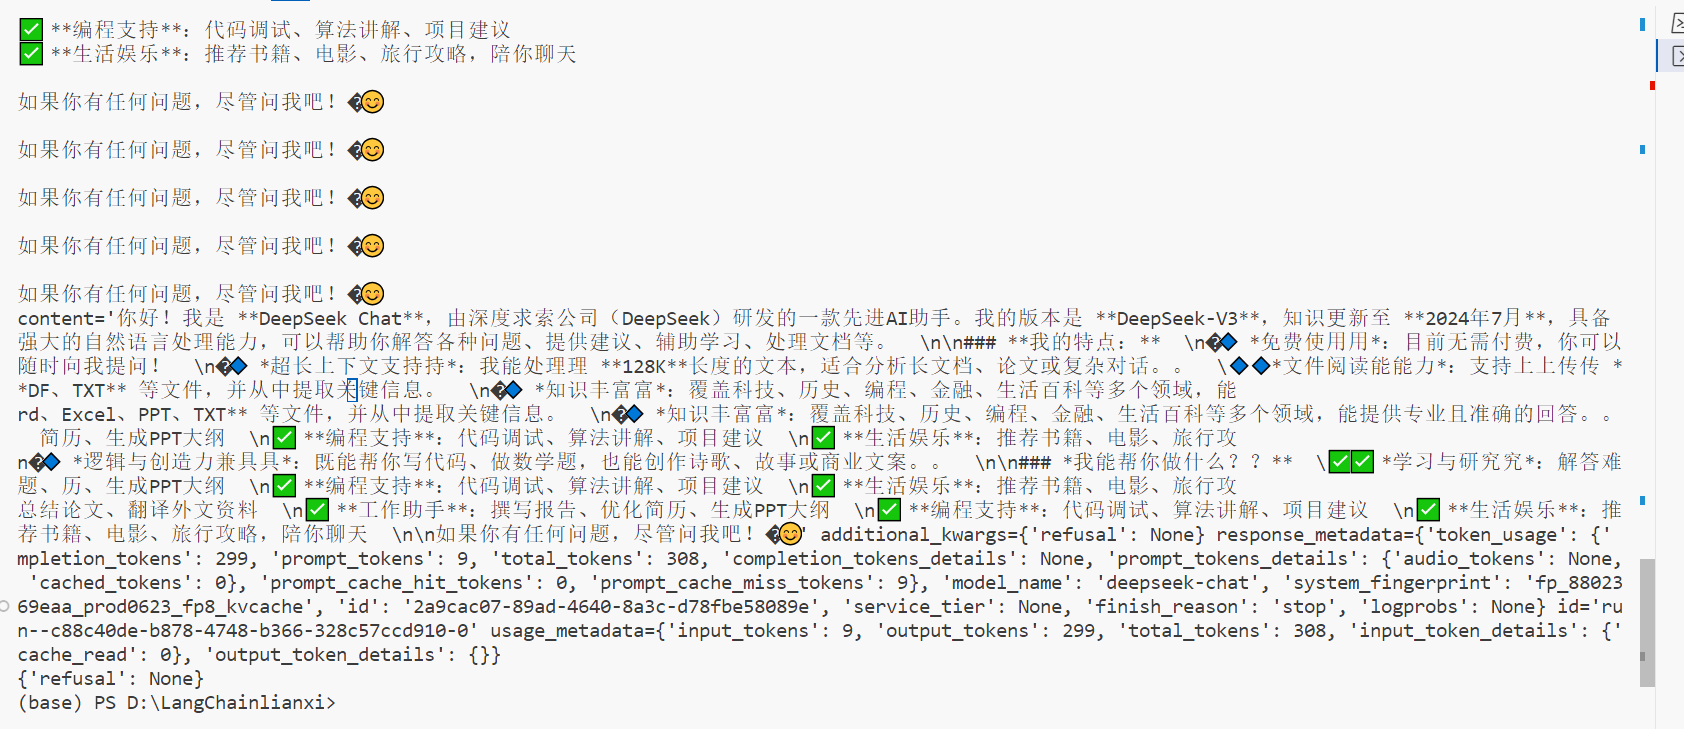 ✅ **编程支持**：代码调试、算法讲解、项目建议
✅ **生活娱乐**：推荐书籍、电影、旅行攻略，陪你聊天
如果你有任何问题，尽管问我吧！�😊
如果你有任何问题，尽管问我吧！�😊
如果你有任何问题，尽管问我吧！�😊
如果你有任何问题，尽管问我吧！�😊
如果你有任何问题，尽管问我吧！�😊
content='你好！我是 **DeepSeek Chat**，由深度求索公司（DeepSeek）研发的一款先进AI助手。我的版本是 **DeepSeek-V3**，知识更新至 **2024年7月**，具备
强大的自然语言处理能力，可以帮助你解答各种问题、提供建议、辅助学习、处理文档等。  \n\n### **我的特点：**  \n�🔹 *免费使用用*：目前无需付费，你可以
随时向我提问！  \n�🔹 *超长上下文支持持*：我能处理理 **128K**长度的文本，适合分析长文档、论文或复杂对话。。  \🔹🔹*文件阅读能能力*：支持上上传传 *
*DF、TXT** 等文件，并从中提取关键信息。  \n�🔹 *知识丰富富*：覆盖科技、历史、编程、金融、生活百科等多个领域，能
rd、Excel、PPT、TXT** 等文件，并从中提取关键信息。  \n�🔹 *知识丰富富*：覆盖科技、历史、编程、金融、生活百科等多个领域，能提供专业且准确的回答。。
简历、生成PPT大纲  \n✅ **编程支持**：代码调试、算法讲解、项目建议  \n✅ **生活娱乐**：推荐书籍、电影、旅行攻
n�🔹 *逻辑与创造力兼具具*：既能帮你写代码、做数学题，也能创作诗歌、故事或商业文案。。  \n\n### *我能帮你做什么？？**  \✅✅ *学习与研究究*：解答难
题、历、生成PPT大纲  \n✅ **编程支持**：代码调试、算法讲解、项目建议  \n✅ **生活娱乐**：推荐书籍、电影、旅行攻
总结论文、翻译外文资料  \n✅ **工作助手**：撰写报告、优化简历、生成PPT大纲  \n✅ **编程支持**：代码调试、算法讲解、项目建议  \n✅ **生活娱乐**：推
荐书籍、电影、旅行攻略，陪你聊天  \n\n如果你有任何问题，尽管问我吧！�😊' additional_kwargs={'refusal': None} response_metadata={'token_usage': {'
mpletion_tokens': 299, 'prompt_tokens': 9, 'total_tokens': 308, 'completion_tokens_details': None, 'prompt_tokens_details': {'audio_tokens': None,
'cached_tokens': 0}, 'prompt_cache_hit_tokens': 0, 'prompt_cache_miss_tokens': 9}, 'model_name': 'deepseek-chat', 'system_fingerprint': 'fp_88023
69eaa_prod0623_fp8_kvcache', 'id': '2a9cac07-89ad-4640-8a3c-d78fbe58089e', 'service_tier': None, 'finish_reason': 'stop', 'logprobs': None} id='ru
n--c88c40de-b878-4748-b366-328c57ccd910-0' usage_metadata={'input_tokens': 9, 'output_tokens': 299, 'total_tokens': 308, 'input_token_details': {'
cache_read': 0}, 'output_token_details': {}}
{'refusal': None}
(base) PS D:\LangChainlianxi>